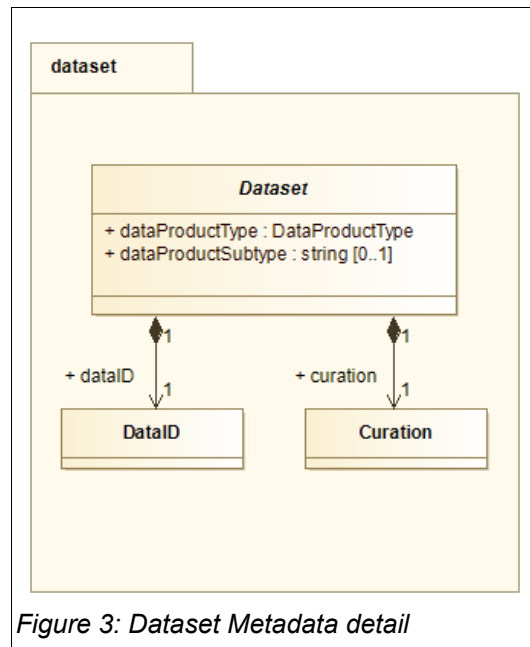 dataset
Dataset
+ dataProductType : DataProductType
+ dataProductSubtype : string [0..1]
1
1
+ dataID
+ curation
1
1
DataID
Curation
Figure 3: Dataset Metadata detail